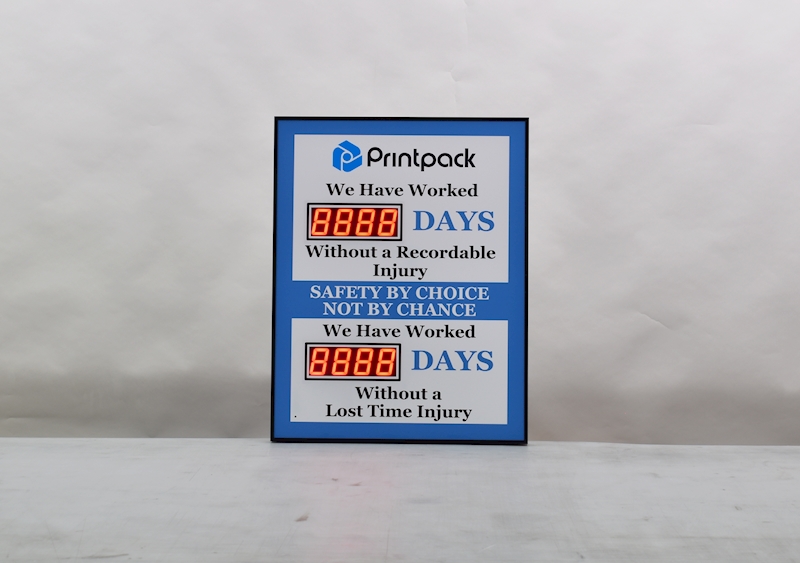 Printpack
We Have Worked
8888 DAYS
Without a Recordable
Injury
SAFETY BY CHOICE
NOT BY CHANCE
We Have Worked
8888 DAYS
Without a
Lost Time Injury